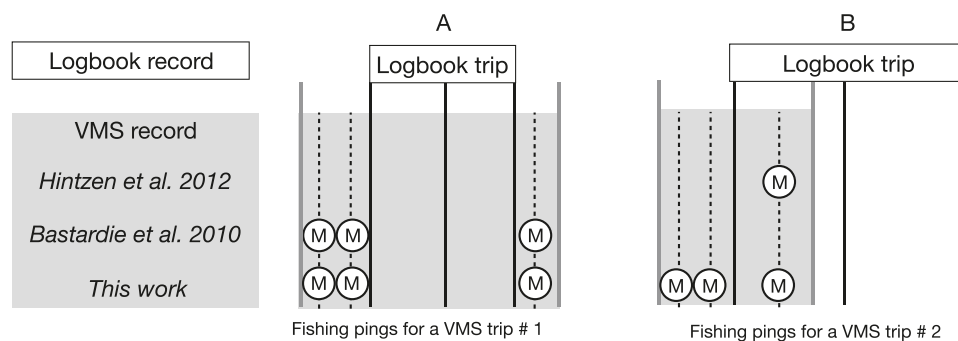 A
B
Logbook record
Logbook trip
Logbook trip
VMS record
Hintzen et al. 2012
M
Bastardie et al. 2010
M M M
This work
M M M
M M M
Fishing pings for a VMS trip # 1
Fishing pings for a VMS trip # 2